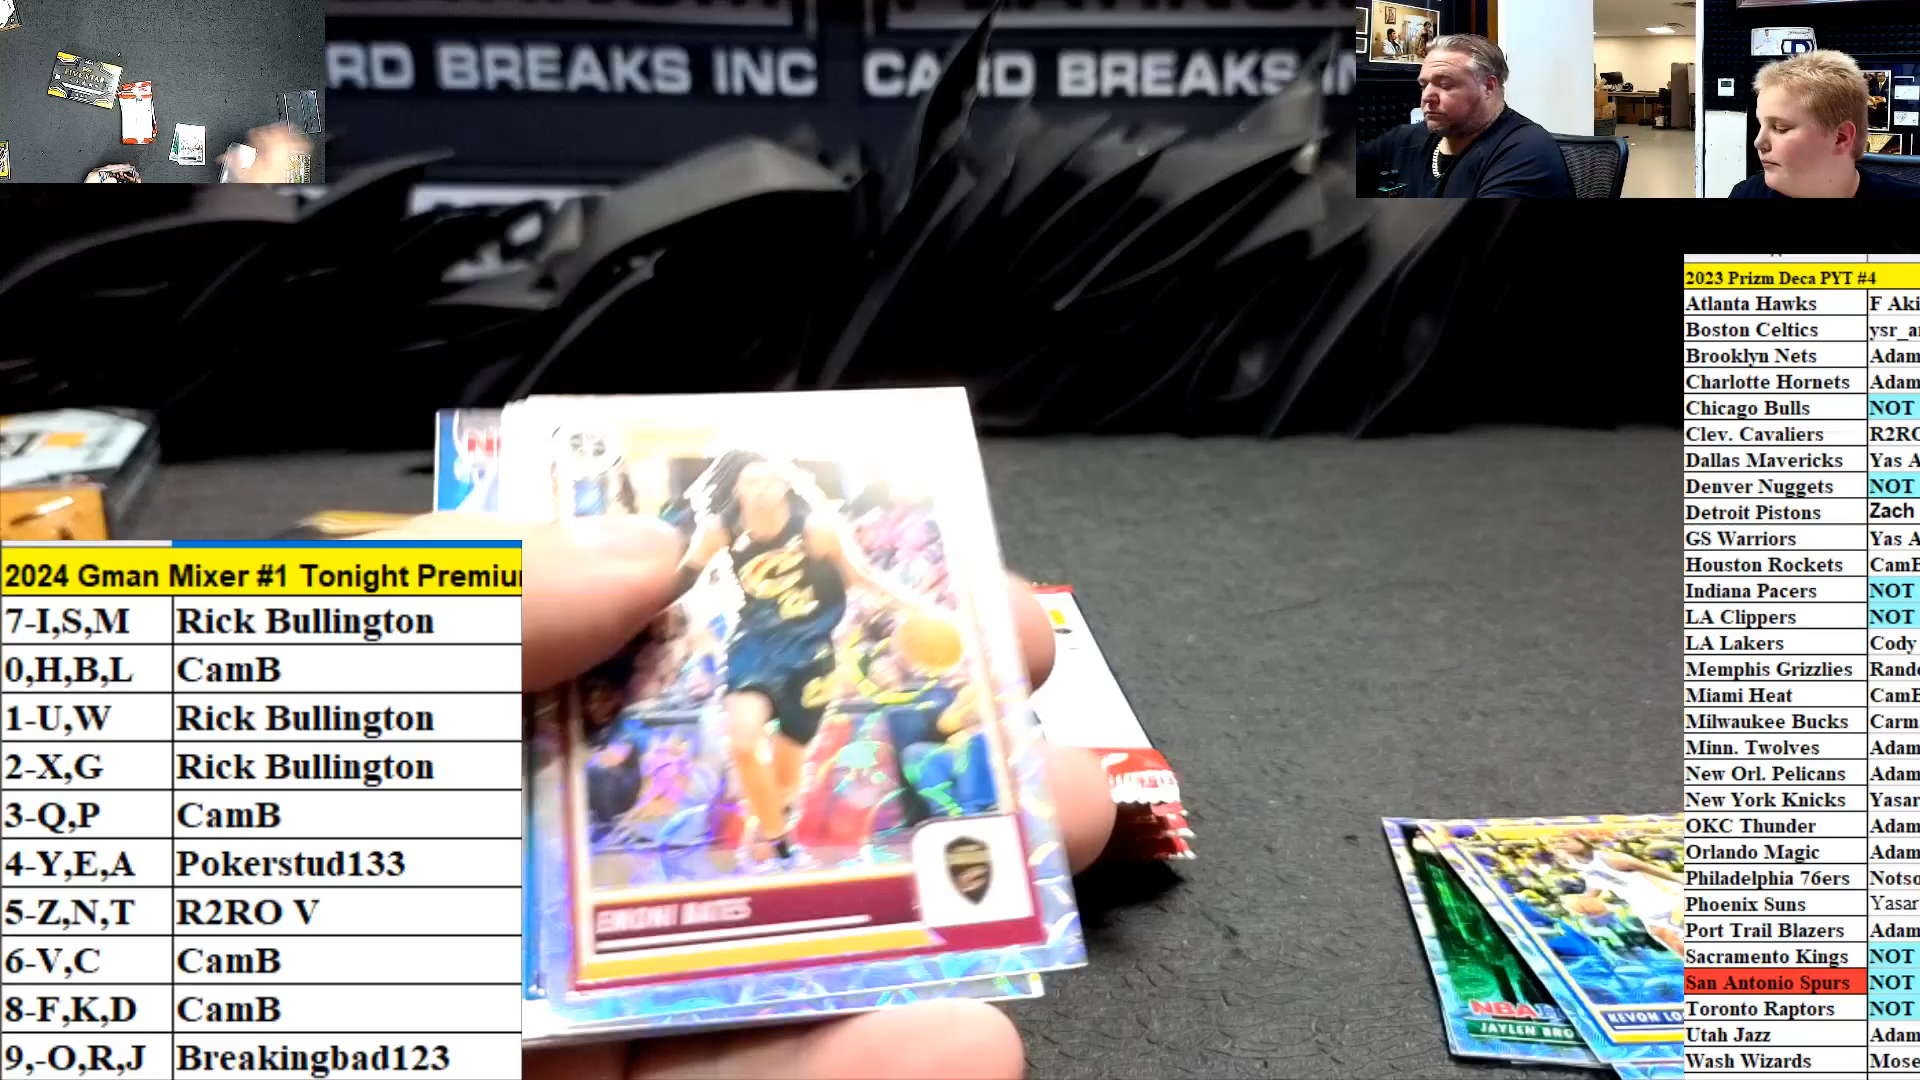 CARD BREAKS INC
RD BREAKS INC
2024 Gman Mixer #1 Tonight Premiu
7-I,S,M Rick Bullington
0,H,B,L CamB
1-U,W Rick Bullington
2-X,G Rick Bullington
3-Q,P CamB
4-Y,E,A Pokerstud133
5-Z,N,T R2RO V
6-V,C CamB
8-F,K,D CamB
9,-O,R,J Breakingbad123
EMONI BATES
NBA
JAYLEN BRO
KEVON LO
2023 Prizm Deca PYT #4
Atlanta Hawks F Aki
Boston Celtics ysr_a
Brooklyn Nets Adam
Charlotte Hornets Adam
Chicago Bulls NOT
Clev. Cavaliers R2RO
Dallas Mavericks Yas A
Denver Nuggets NOT
Detroit Pistons Zach
GS Warriors Yas A
Houston Rockets CamB
Indiana Pacers NOT
LA Clippers NOT
LA Lakers Cody
Memphis Grizzlies Rando
Miami Heat CamB
Milwaukee Bucks Carm
Minn. Twolves Adam
New Orl. Pelicans Adam
New York Knicks Yasar
OKC Thunder Adam
Orlando Magic Adam
Philadelphia 76ers Notso
Phoenix Suns Yasar
Port Trail Blazers Adam
Sacramento Kings NOT
San Antonio Spurs NOT
Toronto Raptors NOT
Utah Jazz Adam
Wash Wizards Mose